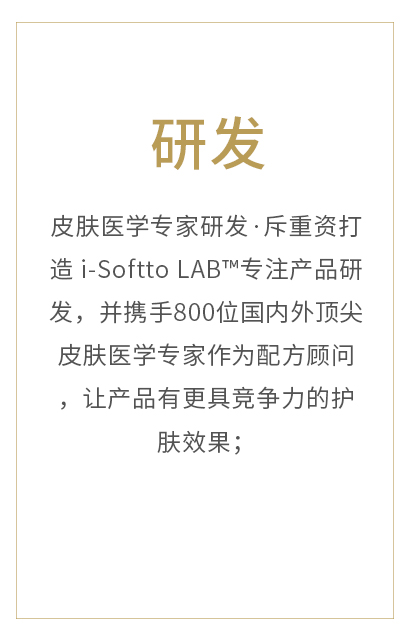 研发
皮肤医学专家研发·斥重资打
造 i-Softto LAB™专注产品研
发，并携手800位国内外顶尖
皮肤医学专家作为配方顾问
，让产品有更具竞争力的护
肤效果；